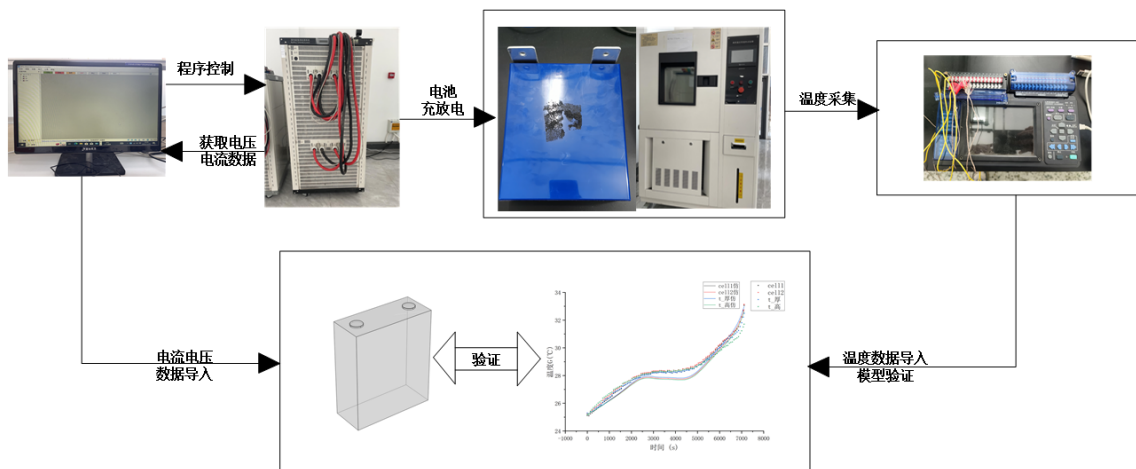 程序控制
获取电压
电流数据
电池
充放电
温度采集
电流电压
数据导入
验证
温度数据导入
模型验证
cell1仿
cell2仿
t_厚仿
t_高仿
cell1
cell2
t_厚
t_高
34
32
30
28
26
24
温度G(℃)
-1000 0 1000 2000 3000 4000 5000 6000 7000 8000
时间 (s)